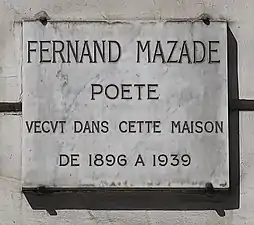 FERNAND MAZADE
POETE
VECVT DANS CETTE MAISON
DE 1896 A 1939